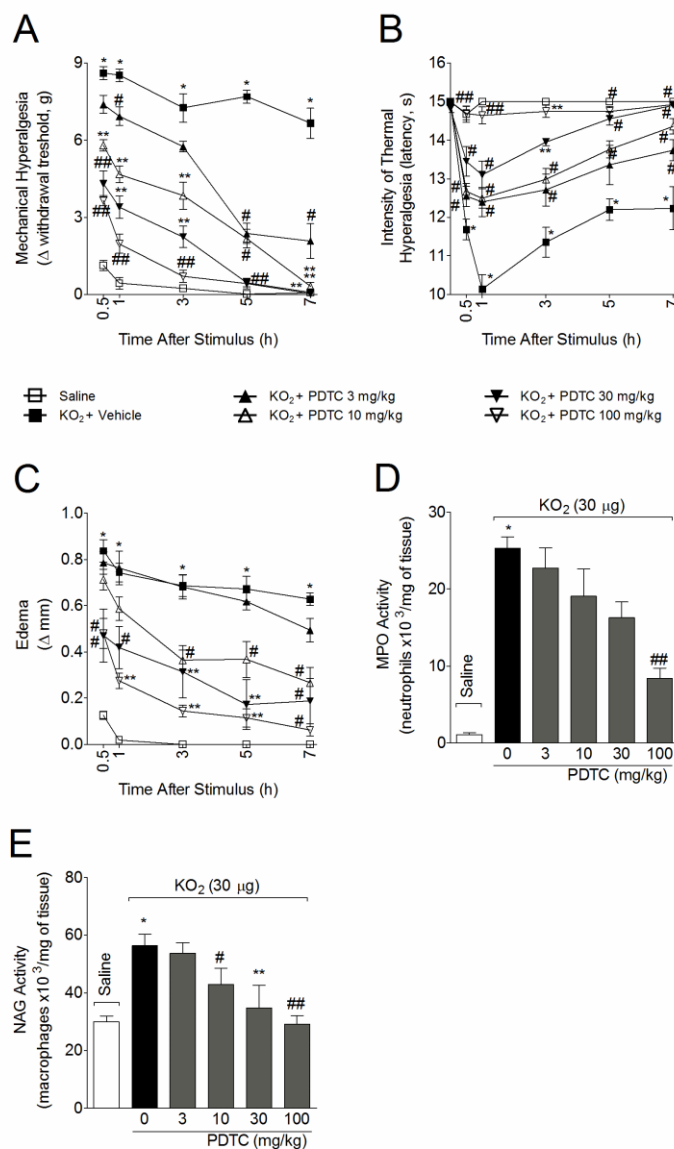 A
Mechanical Hyperalgesia
(Δ withdrawal treshold, g)
9
6
3
0
* * * * *
# # #
** ** **
## ** ** #
## ## ## ## ** **
**
0.5 1 3 5 7
Time After Stimulus (h)
B
Intensity of Thermal
Hyperalgesia (latency, s)
16
15
14
13
12
11
10
## ## ** # #
# # ** # #
# # # # #
# # # # #
* * * * *
0.5 1 3 5 7
Time After Stimulus (h)
Saline
KO2 + Vehicle
KO2 + PDTC 3 mg/kg
KO2 + PDTC 10 mg/kg
KO2 + PDTC 30 mg/kg
KO2 + PDTC 100 mg/kg
C
Edema
(Δ mm)
1.0
0.8
0.6
0.4
0.2
0.0
* * * * *
# # # # #
# ** ** ** #
** ** #
0.5 1 3 5 7
Time After Stimulus (h)
D
MPO Activity
(neutrophils x10 3/mg of tissue)
30
20
10
0
KO2 (30 µg)
Saline
*
##
0 3 10 30 100
PDTC (mg/kg)
E
NAG Activity
(macrophages x10 3/mg of tissue)
80
60
40
20
0
KO2 (30 µg)
Saline
*
#
**
##
0 3 10 30 100
PDTC (mg/kg)